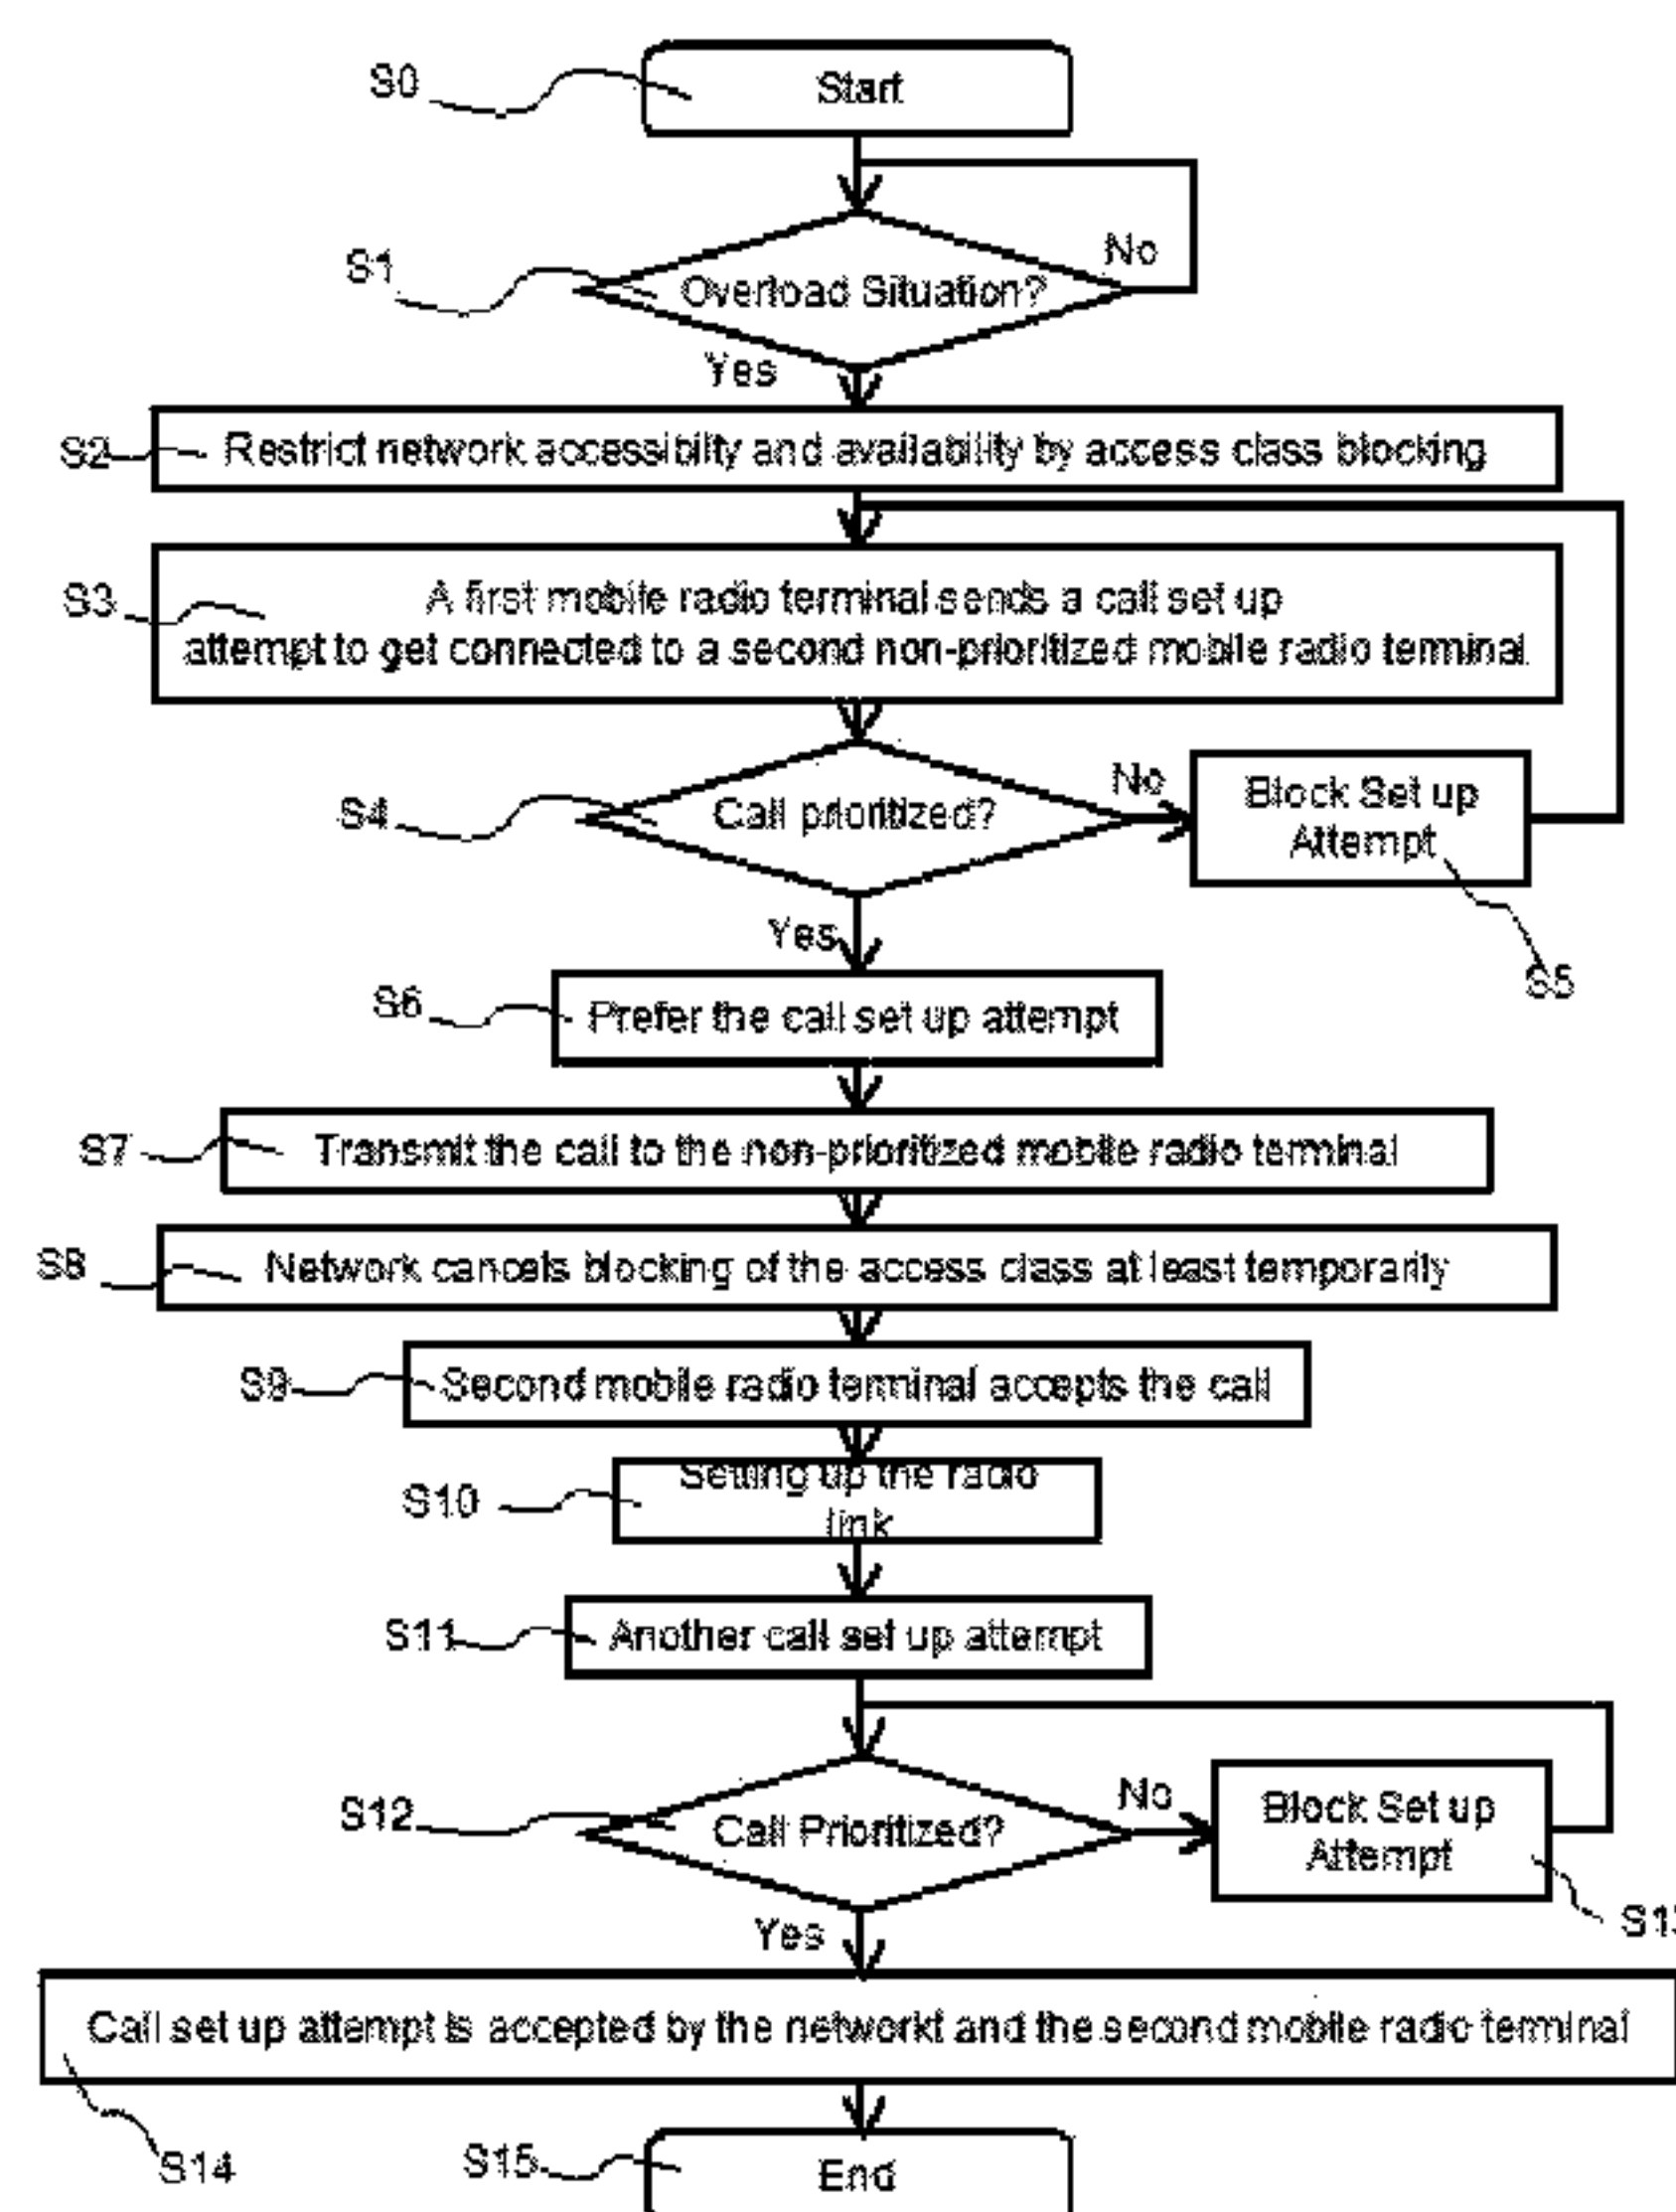 S0
Start
S1
Overload Situation?
No
Yes
S2
Restrict network accessibilty and availability by access class blocking
S3
A first mobile radio terminal sends a call set up
attempt to get connected to a second non-prioritized mobile radio terminal
S4
Call prioritized?
No
Block Set up
Attempt
Yes
S5
S6
Prefer the call set up attempt
S7
Transmit the call to the non-prioritized mobile radio terminal
S8
Network cancels blocking of the access class at least temporarily
S9
Second mobile radio terminal accepts the call
S10
Setting up the radio
link
S11
Another call set up attempt
S12
Call Prioritized?
No
Block Set up
Attempt
Yes
Call set up attempt is accepted by the networkt and the second mobile radio terminal
S14
S15
End